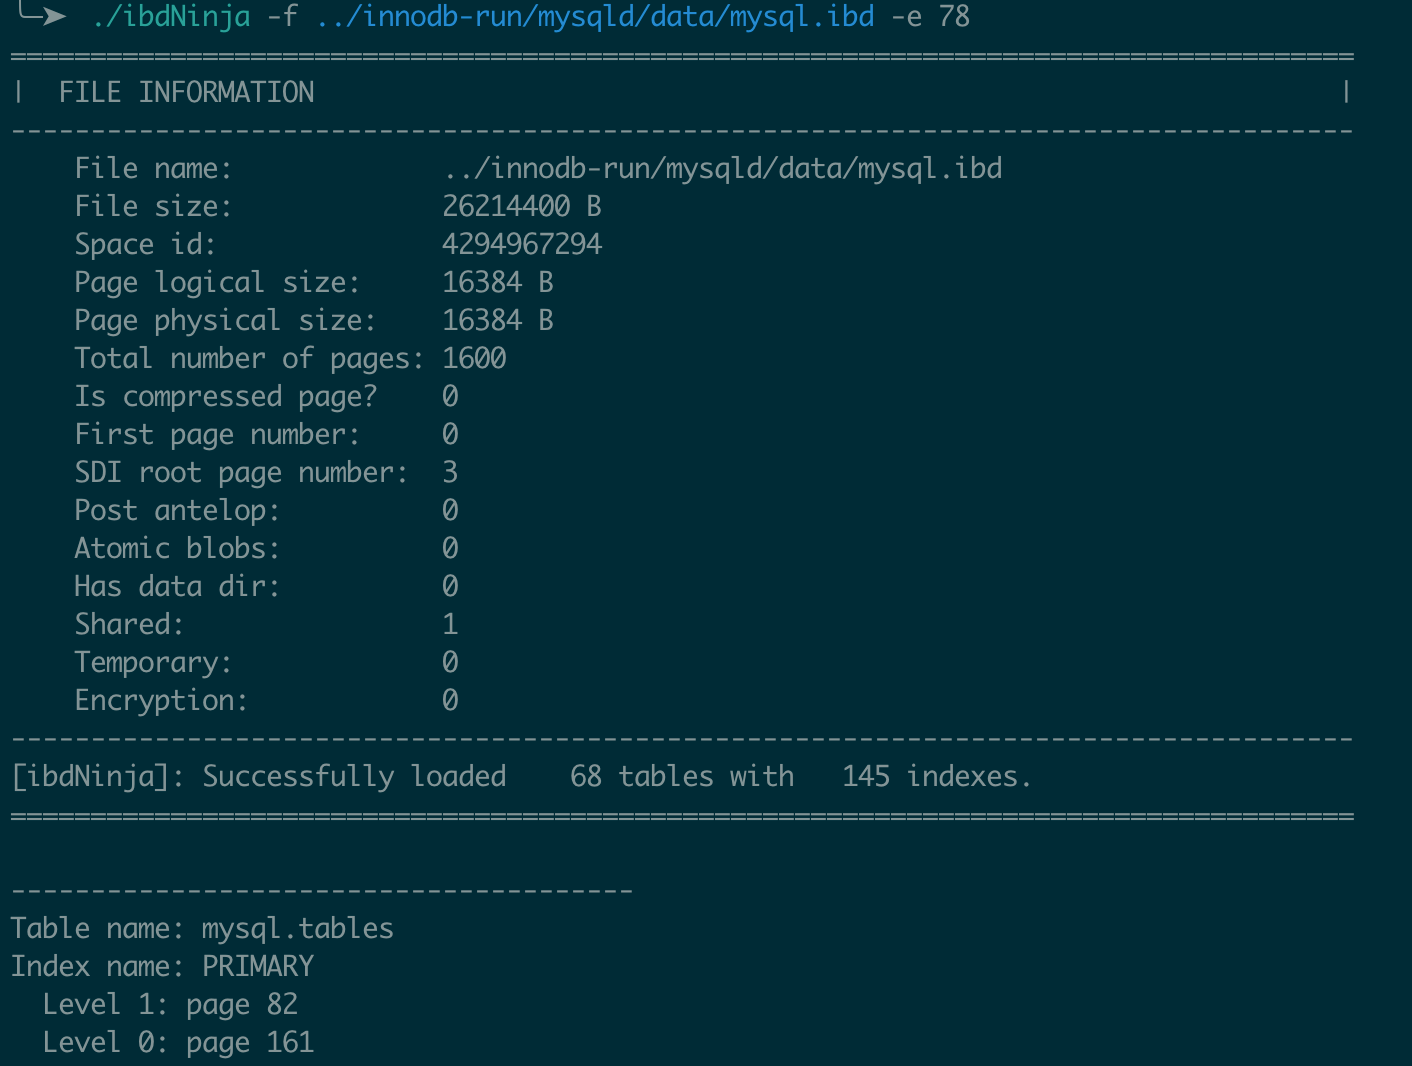 ./ibdNinja -f ../innodb-run/mysqld/data/mysql.ibd -e 78
====================================================================================
|  FILE INFORMATION                                                                |
------------------------------------------------------------------------------------
    File name:             ../innodb-run/mysqld/data/mysql.ibd
    File size:             26214400 B
    Space id:              4294967294
    Page logical size:     16384 B
    Page physical size:    16384 B
    Total number of pages: 1600
    Is compressed page?    0
    First page number:     0
    SDI root page number:  3
    Post antelop:          0
    Atomic blobs:          0
    Has data dir:          0
    Shared:                1
    Temporary:             0
    Encryption:            0
------------------------------------------------------------------------------------
[ibdNinja]: Successfully loaded    68 tables with   145 indexes.
====================================================================================
---------------------------------------
Table name: mysql.tables
Index name: PRIMARY
  Level 1: page 82
  Level 0: page 161